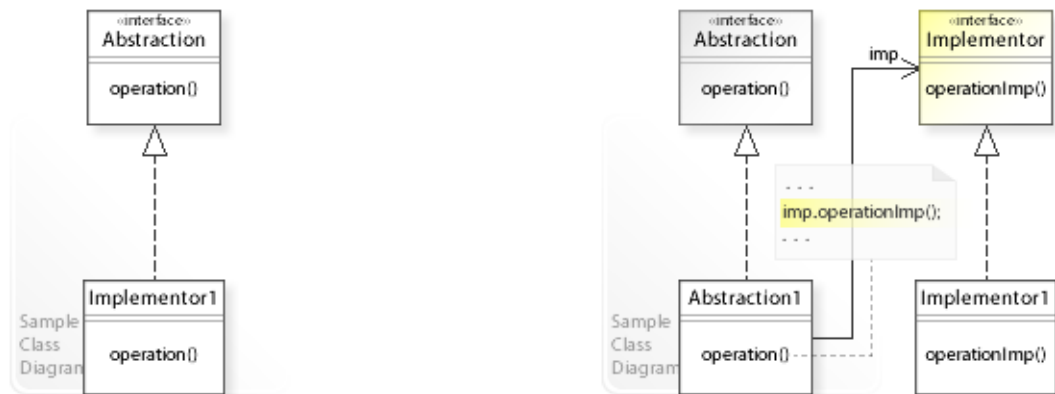 «interface»
Abstraction
operation()
Implementor1
operation()
Sample
Class
Diagram
«interface»
Abstraction
operation()
«interface»
Implementor
operationImp()
imp
- - -
imp.operationImp();
- - -
Abstraction1
operation()
Implementor1
operationImp()
Sample
Class
Diagram